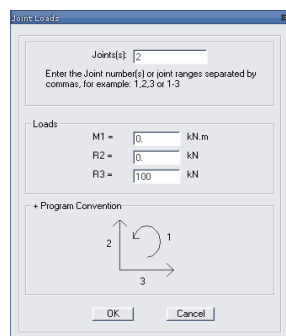 Joint Loads
Joints(s): 2
Enter the Joint number(s) or joint ranges separated by
commas, for example: 1,2,3 or 1-3
Loads
M1 = 0. kN.m
R2 = 0. kN
R3 = 100 kN
+ Program Convention
2
1
3
OK Cancel